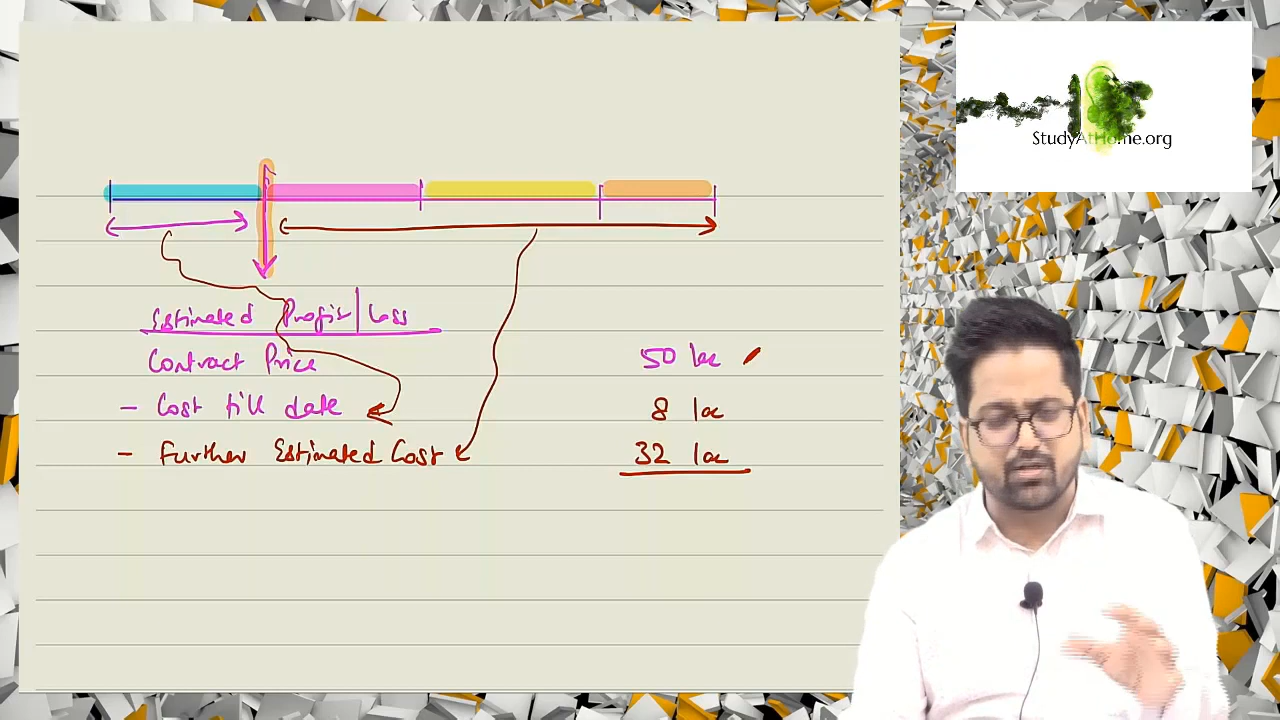 StudyAtHome.org
Estimated Profit | Loss
Contract Price 50 lac
- Cost till date 8 lac
- Further Estimated Cost 32 lac